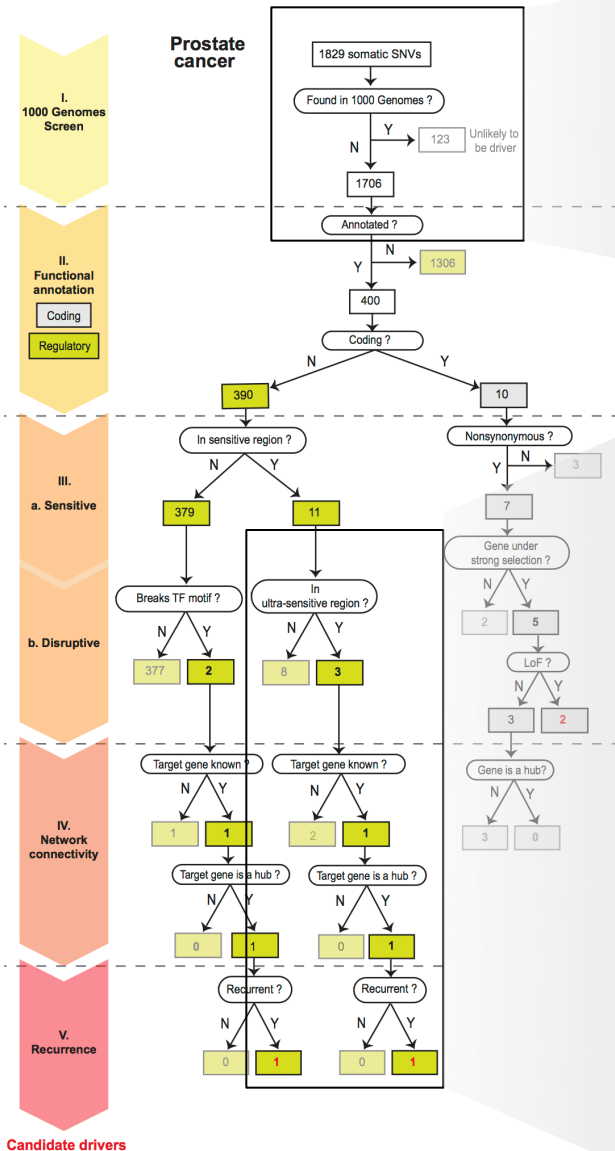 Prostate
cancer
I.
1000 Genomes
Screen
1829 somatic SNVs
Found in 1000 Genomes ?
Y
N
123
Unlikely to
be driver
1706
Annotated ?
II.
Functional
annotation
Coding
Regulatory
N
Y
1306
400
Coding ?
N
Y
390
10
III.
a. Sensitive
In sensitive region ?
Nonsynonymous ?
N
Y
N
Y
3
379
11
7
b. Disruptive
Breaks TF motif ?
In
ultra-sensitive region ?
Gene under
strong selection ?
N
Y
N
Y
N
Y
377
2
8
3
2
5
LoF ?
N
Y
3
2
IV.
Network
connectivity
Target gene known ?
Target gene known ?
Gene is a hub?
N
Y
N
Y
N
Y
1
1
2
1
3
0
Target gene is a hub ?
Target gene is a hub ?
N
Y
N
Y
0
1
0
1
V.
Recurrence
Recurrent ?
Recurrent ?
N
Y
N
Y
0
1
0
1
Candidate drivers